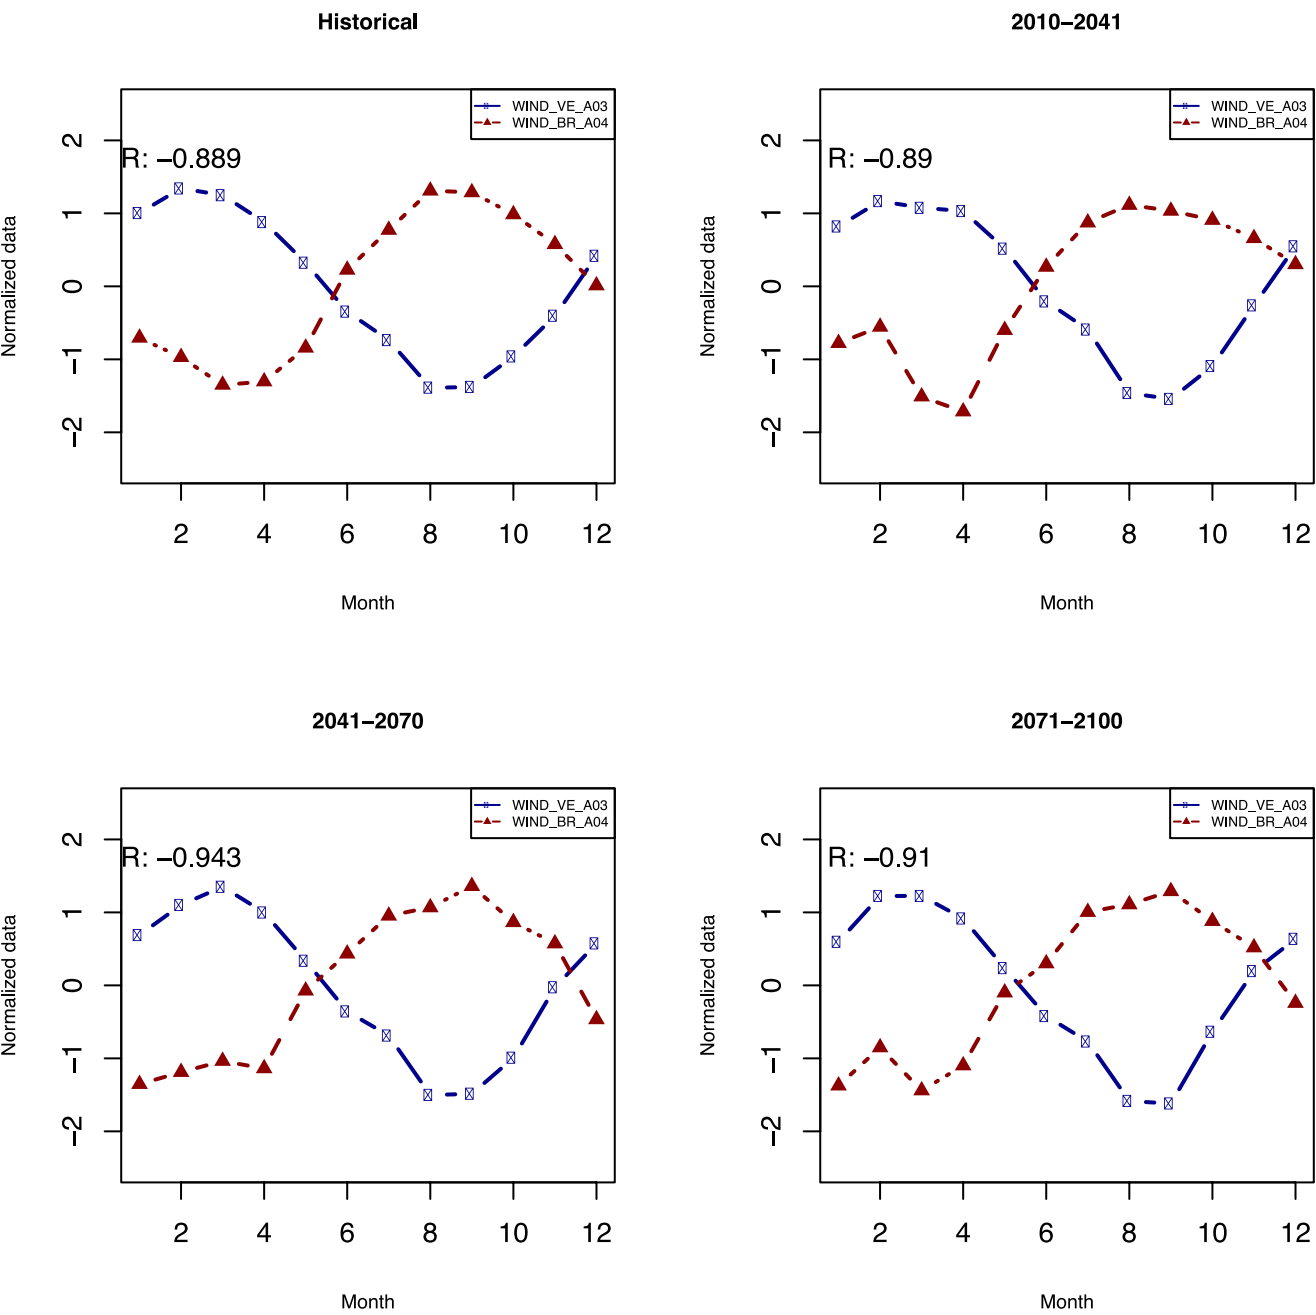 Historical
WIND_VE_A03
WIND_BR_A04
R: −0.889
Normalized data
2
1
0
−1
−2
2 4 6 8 10 12
Month
2010−2041
WIND_VE_A03
WIND_BR_A04
R: −0.89
Normalized data
2
1
0
−1
−2
2 4 6 8 10 12
Month
2041−2070
WIND_VE_A03
WIND_BR_A04
R: −0.943
Normalized data
2
1
0
−1
−2
2 4 6 8 10 12
Month
2071−2100
WIND_VE_A03
WIND_BR_A04
R: −0.91
Normalized data
2
1
0
−1
−2
2 4 6 8 10 12
Month